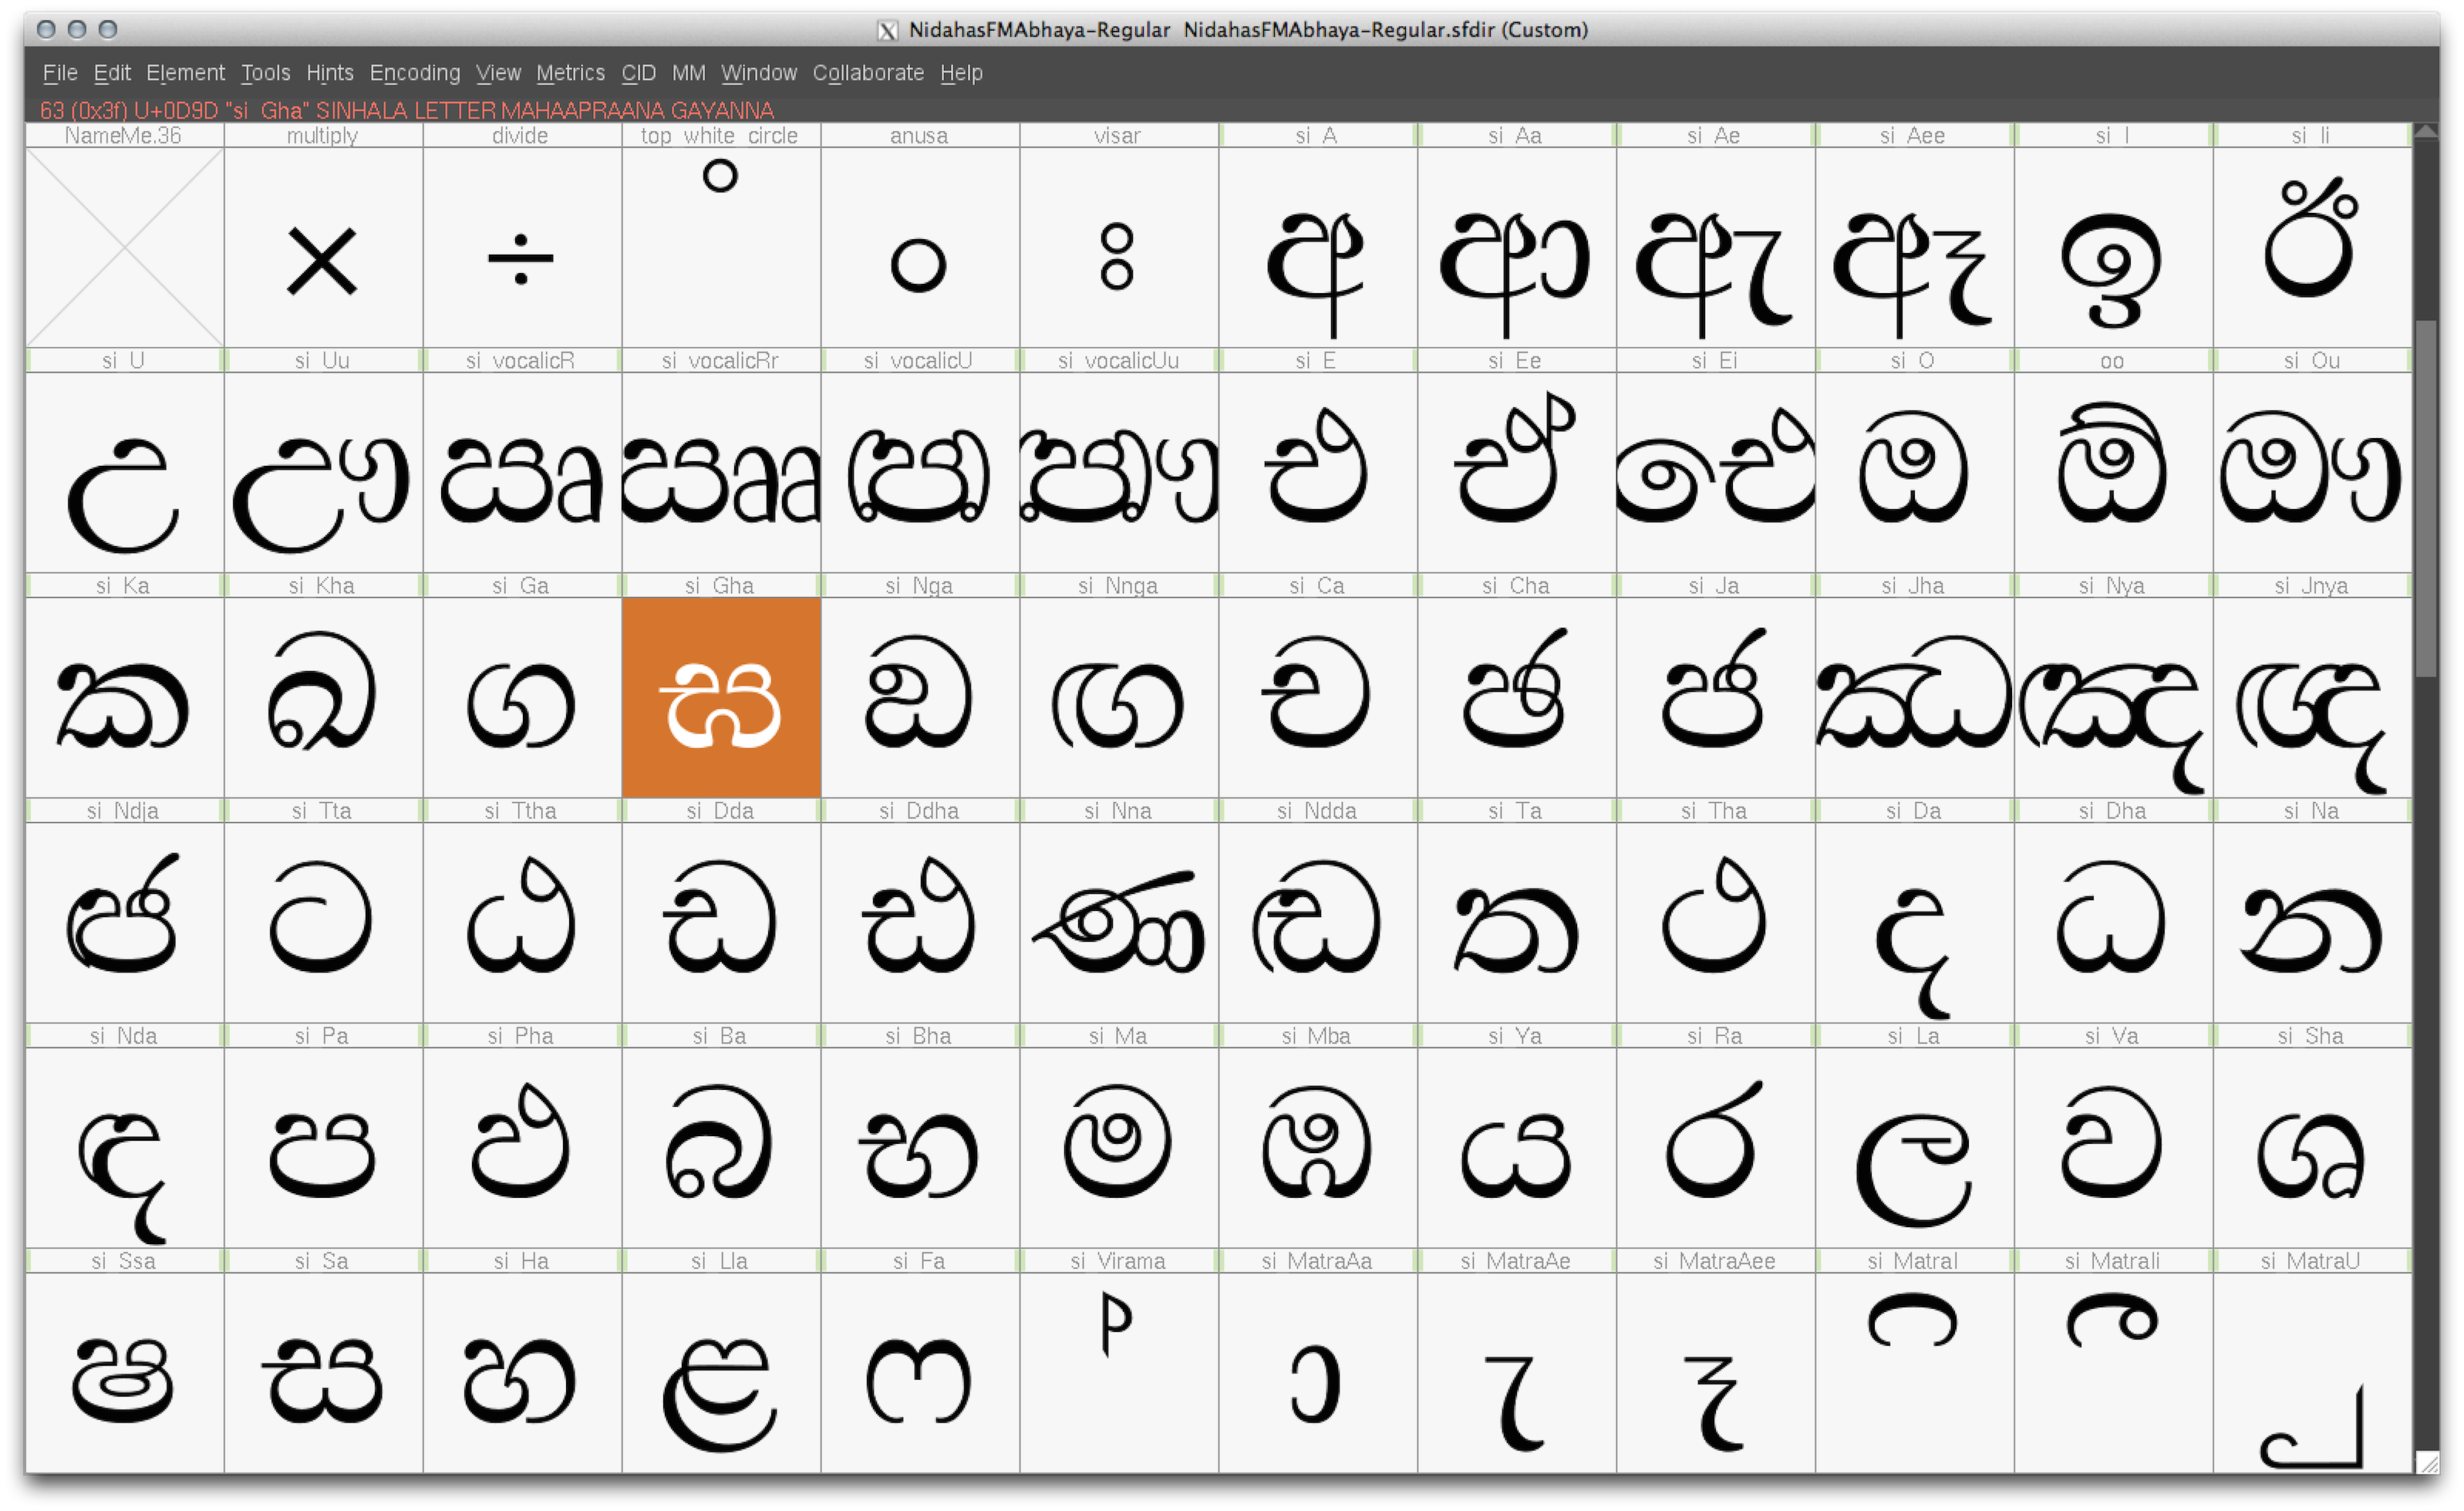 NidahasFMAbhaya-Regular NidahasFMAbhaya-Regular.sfdir (Custom)
File Edit Element Tools Hints Encoding View Metrics CID MM Window Collaborate Help
63 (0x3f) U+0D9D "si_Gha" SINHALA LETTER MAHAAPRAANA GAYANNA
NameMe.36 multiply divide top_white_circle anusa visar si_A si_Aa si_Ae si_Aee si_I si_Ii
× ÷ ° ං ඃ අ ආ ඇ ඈ ඉ ඊ
si_U si_Uu si_vocalicR si_vocalicRr si_vocalicU si_vocalicUu si_E si_Ee si_Ei si_O oo si_Ou
උ ඌ ඍ ඎ ඏ ඐ එ ඒ ඓ ඔ ඕ ඖ
si_Ka si_Kha si_Ga si_Gha si_Nga si_Nnga si_Ca si_Cha si_Ja si_Jha si_Nya si_Jnya
ක ඛ ග ඝ ඞ ඟ ච ඡ ජ ඣ ඤ ඥ
si_Ndja si_Tta si_Ttha si_Dda si_Ddha si_Nna si_Ndda si_Ta si_Tha si_Da si_Dha si_Na
ඦ ට ඨ ඩ ඪ ණ ඬ ත ථ ද ධ න
si_Nda si_Pa si_Pha si_Ba si_Bha si_Ma si_Mba si_Ya si_Ra si_La si_Va si_Sha
ඳ ප ඵ බ භ ම ඹ ය ර ල ව ශ
si_Ssa si_Sa si_Ha si_Lla si_Fa si_Virama si_MatraAa si_MatraAe si_MatraAee si_MatraI si_MatraIi si_MatraU
ෂ ස හ ළ ෆ ් ා ැ ෑ ි ී ු